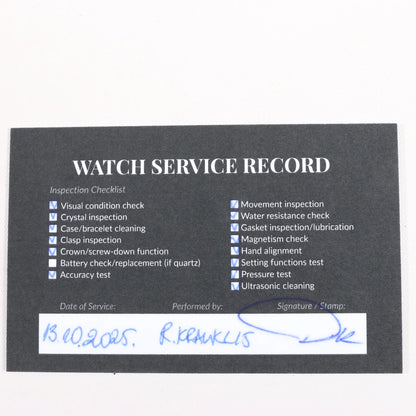 WATCH SERVICE RECORD
Inspection Checklist
Visual condition check
Crystal inspection
Case/bracelet cleaning
Clasp inspection
Crown/screw-down function
Battery check/replacement (if quartz)
Accuracy test
Movement inspection
Water resistance check
Gasket inspection/lubrication
Magnetism check
Hand alignment
Setting functions test
Pressure test
Ultrasonic cleaning
Date of Service: Performed by: Signature / Stamp:
13.10.2025. R.KRAUKLIS